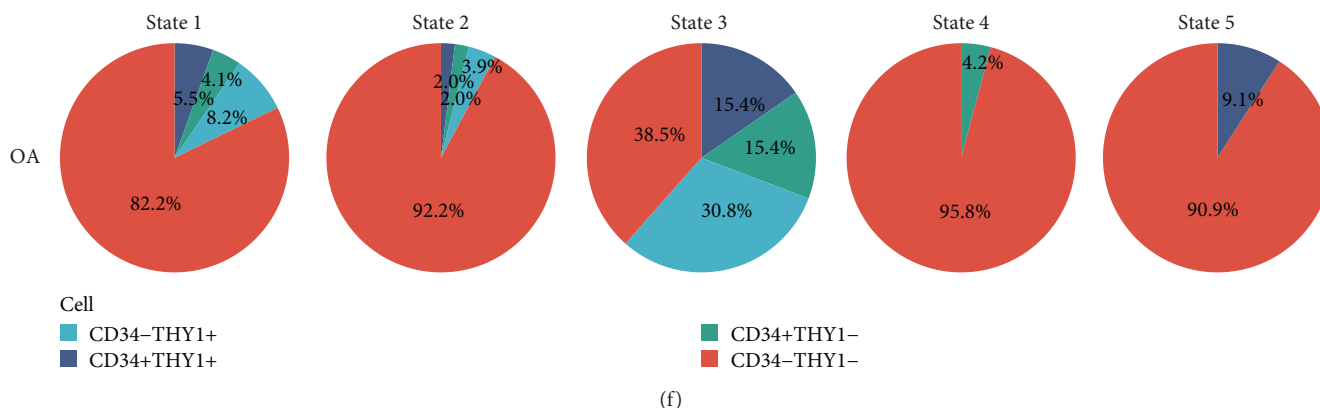 State 1 State 2 State 3 State 4 State 5
OA
5.5% 4.1% 8.2% 82.2%
2.0% 2.0% 3.9% 92.2%
15.4% 15.4% 30.8% 38.5%
4.2% 95.8%
9.1% 90.9%
Cell
CD34−THY1+ CD34+THY1−
CD34+THY1+ CD34−THY1−
(f)